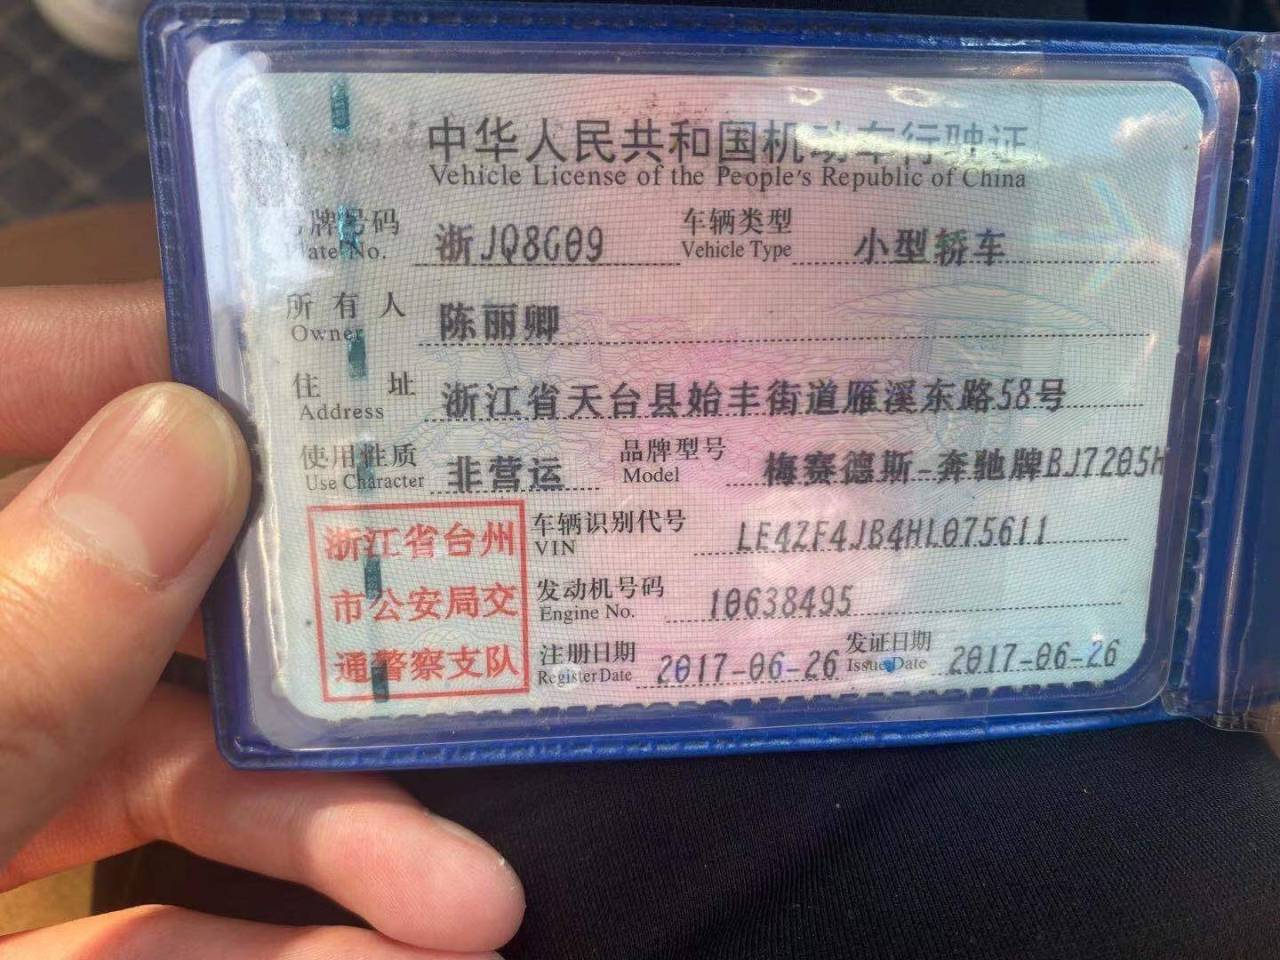 中华人民共和国机动车行驶证
Vehicle License of the People's Republic of China
号牌号码 浙JQ8G09 车辆类型 小型轿车
Plate No. Vehicle Type
所有人 陈丽卿
Owner
住址 浙江省天台县始丰街道雁溪东路58号
Address
使用性质 非营运 品牌型号 梅赛德斯-奔驰牌BJ7205H
Use Character Model
浙江省台州
市公安局交
通警察支队
车辆识别代号 LE4ZF4JB4HL075611
VIN
发动机号码 10638495
Engine No.
注册日期 2017-06-26 发证日期 2017-06-26
Register Date Issue Date